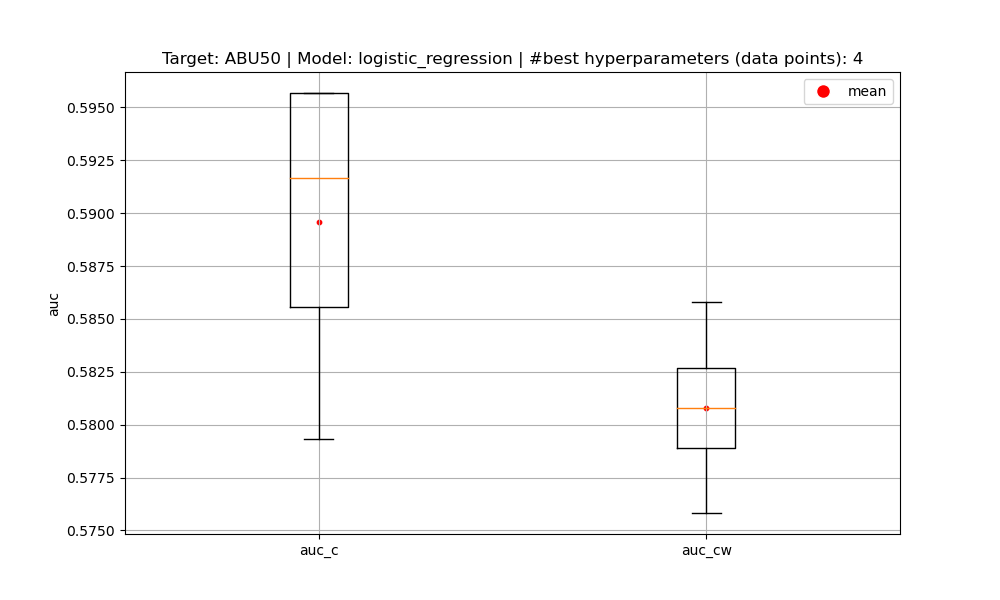 Target: ABU50 | Model: logistic_regression | #best hyperparameters (data points): 4
mean
0.5950
0.5925
0.5900
0.5875
0.5850
0.5825
0.5800
0.5775
0.5750
auc
auc_c
auc_cw